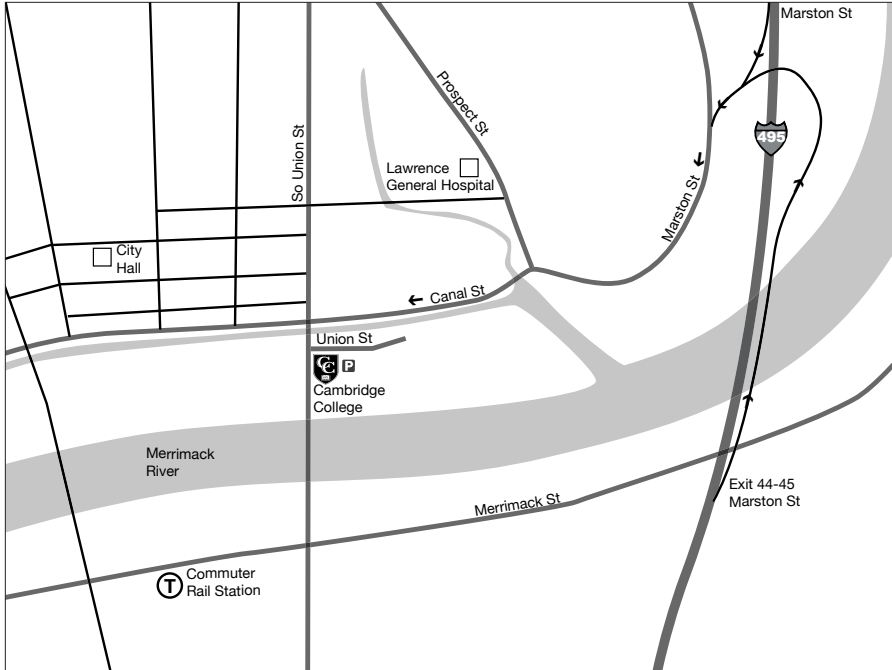 Marston St
Prospect St
495
So Union St
Lawrence
General Hospital
Marston St
City
Hall
Canal St
Union St
CC
P
Cambridge
College
Merrimack
River
Exit 44-45
Marston St
Merrimack St
T
Commuter
Rail Station